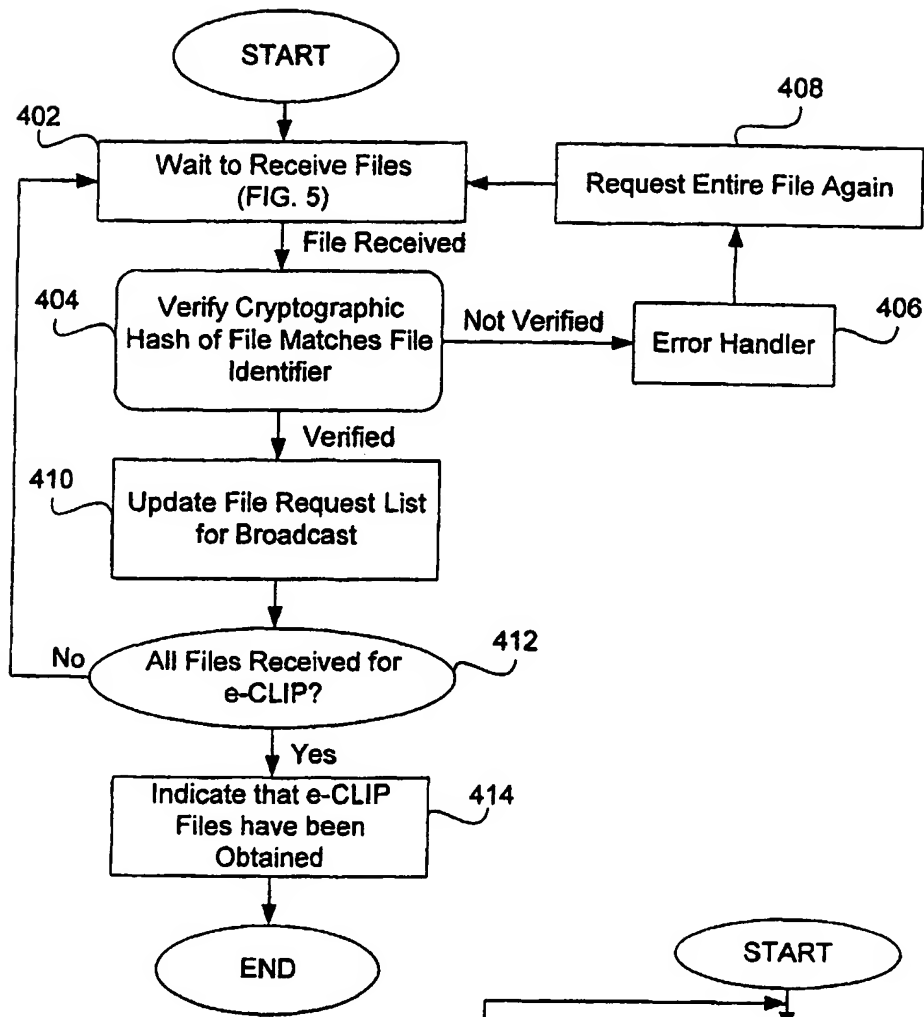 START
402
Wait to Receive Files
(FIG. 5)
408
Request Entire File Again
File Received
404
Verify Cryptographic
Hash of File Matches File
Identifier
Not Verified
Error Handler
406
Verified
410
Update File Request List
for Broadcast
No
All Files Received for
e-CLIP?
412
Yes
Indicate that e-CLIP
Files have been
Obtained
414
END
START